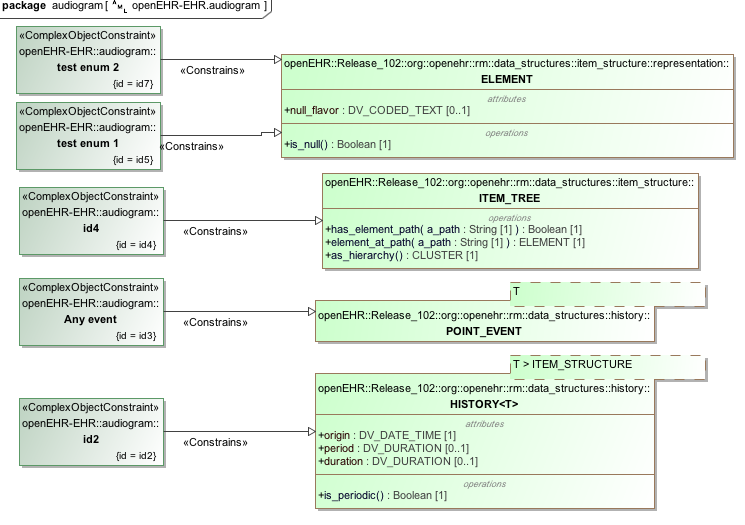 package audiogram [ AML openEHR-EHR.audiogram ]
«ComplexObjectConstraint»
openEHR-EHR::audiogram::
test enum 2
{id = id7}
«Constrains»
openEHR::Release_102::org::openehr::rm::data_structures::item_structure::representation::
ELEMENT
attributes
+null_flavor : DV_CODED_TEXT [0..1]
operations
+is_null() : Boolean [1]
«ComplexObjectConstraint»
openEHR-EHR::audiogram::
test enum 1
{id = id5}
«Constrains»
«ComplexObjectConstraint»
openEHR-EHR::audiogram::
id4
{id = id4}
«Constrains»
openEHR::Release_102::org::openehr::rm::data_structures::item_structure::
ITEM_TREE
operations
+has_element_path( a_path : String [1] ) : Boolean [1]
+element_at_path( a_path : String [1] ) : ELEMENT [1]
+as_hierarchy() : CLUSTER [1]
«ComplexObjectConstraint»
openEHR-EHR::audiogram::
Any event
{id = id3}
«Constrains»
T
openEHR::Release_102::org::openehr::rm::data_structures::history::
POINT_EVENT
«ComplexObjectConstraint»
openEHR-EHR::audiogram::
id2
{id = id2}
«Constrains»
T > ITEM_STRUCTURE
openEHR::Release_102::org::openehr::rm::data_structures::history::
HISTORY<T>
attributes
+origin : DV_DATE_TIME [1]
+period : DV_DURATION [0..1]
+duration : DV_DURATION [0..1]
operations
+is_periodic() : Boolean [1]